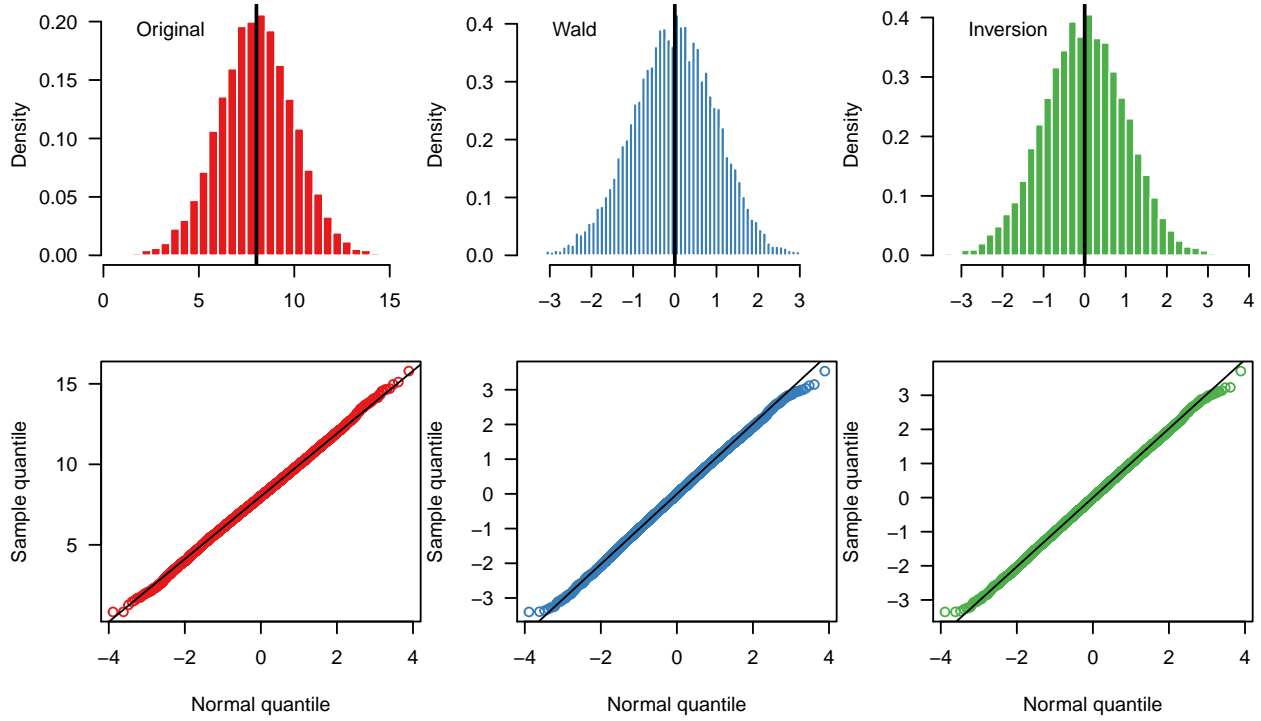 Original
Density
0.20
0.15
0.10
0.05
0.00
0 5 10 15
Wald
Density
0.4
0.3
0.2
0.1
0.0
−3 −2 −1 0 1 2 3
Inversion
Density
0.4
0.3
0.2
0.1
0.0
−3 −2 −1 0 1 2 3 4
Sample quantile
15
10
5
−4 −2 0 2 4
Normal quantile
Sample quantile
3
2
1
0
−1
−2
−3
−4 −2 0 2 4
Normal quantile
Sample quantile
3
2
1
0
−1
−2
−3
−4 −2 0 2 4
Normal quantile